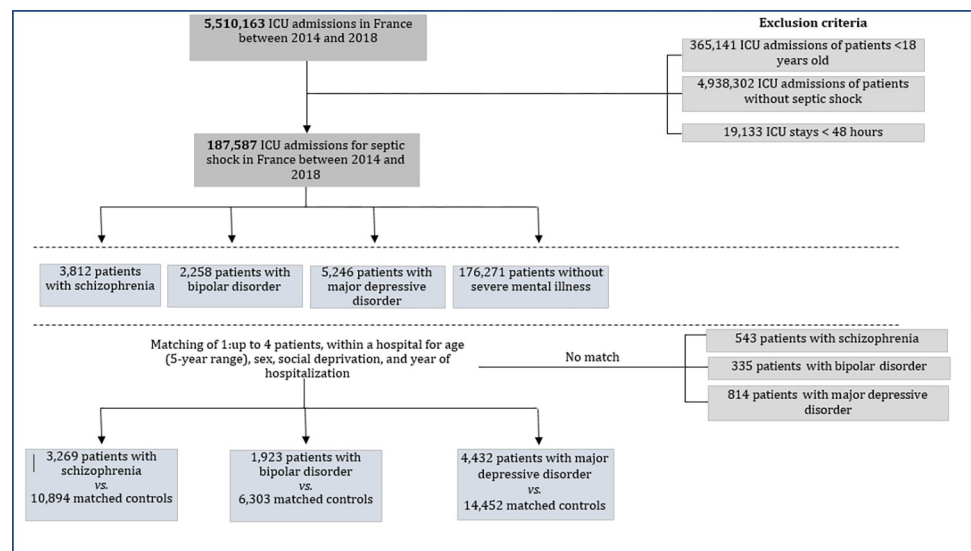 5,510,163 ICU admissions in France
between 2014 and 2018
Exclusion criteria
365,141 ICU admissions of patients <18
years old
4,938,302 ICU admissions of patients
without septic shock
19,133 ICU stays < 48 hours
187,587 ICU admissions for septic
shock in France between 2014 and
2018
3,812 patients
with schizophrenia
2,258 patients with
bipolar disorder
5,246 patients with
major depressive
disorder
176,271 patients without
severe mental illness
Matching of 1:up to 4 patients, within a hospital for age
(5-year range), sex, social deprivation, and year of
hospitalization
No match
543 patients with schizophrenia
335 patients with bipolar disorder
814 patients with major depressive
disorder
3,269 patients with
schizophrenia
vs.
10,894 matched controls
1,923 patients with
bipolar disorder
vs.
6,303 matched controls
4,432 patients with major
depressive disorder
vs.
14,452 matched controls